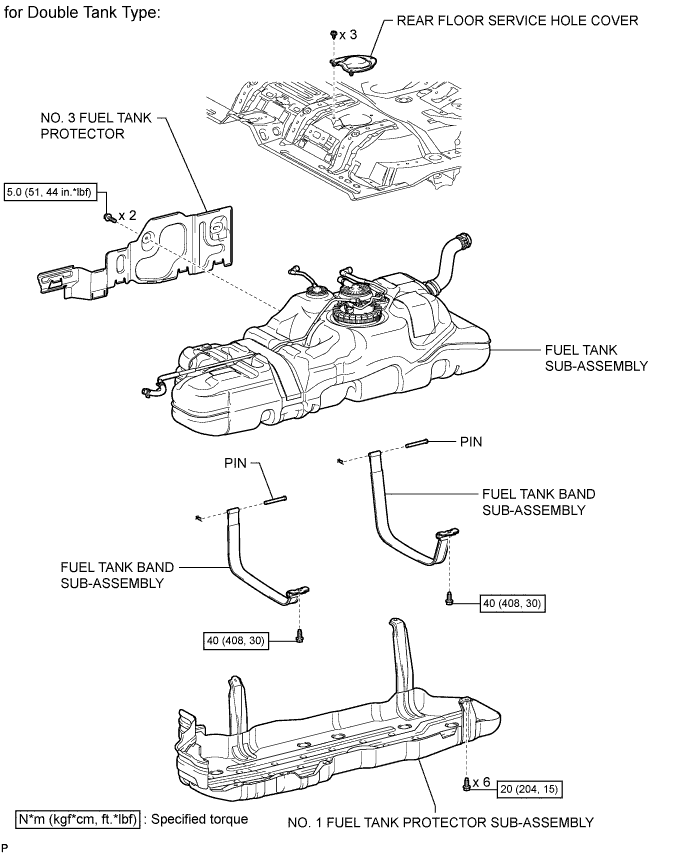 for Double Tank Type:
REAR FLOOR SERVICE HOLE COVER
x 3
NO. 3 FUEL TANK
PROTECTOR
5.0 (51, 44 in.*lbf)
x 2
FUEL TANK
SUB-ASSEMBLY
PIN
PIN
FUEL TANK BAND
SUB-ASSEMBLY
FUEL TANK BAND
SUB-ASSEMBLY
40 (408, 30)
40 (408, 30)
x 6
20 (204, 15)
N*m (kgf*cm, ft.*lbf) : Specified torque
NO. 1 FUEL TANK PROTECTOR SUB-ASSEMBLY
P